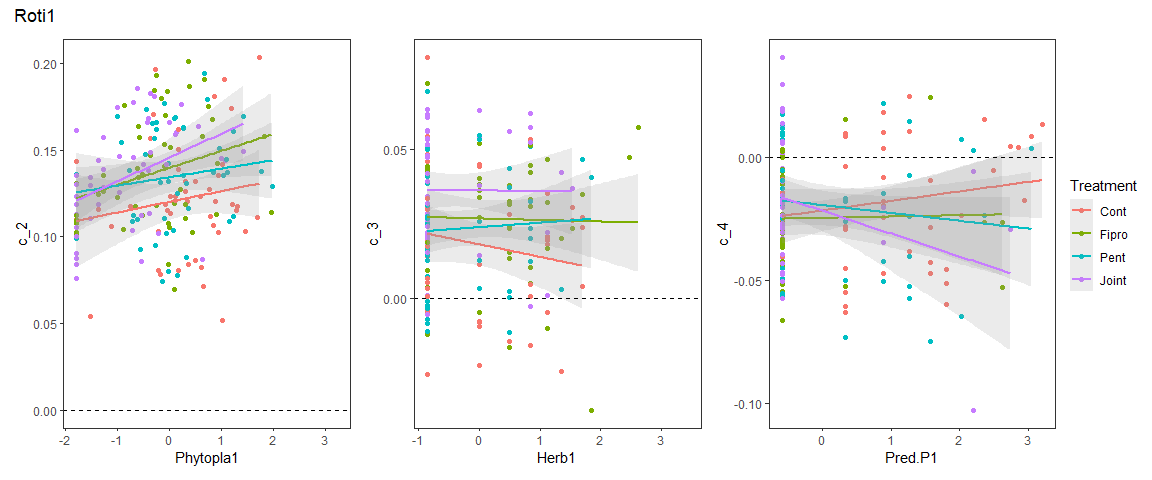 Roti1
c_2
0.20
0.15
0.10
0.05
0.00
-2 -1 0 1 2 3
Phytopla1
c_3
0.05
0.00
-1 0 1 2 3
Herb1
c_4
0.00
-0.05
-0.10
0 1 2 3
Pred.P1
Treatment
Cont
Fipro
Pent
Joint